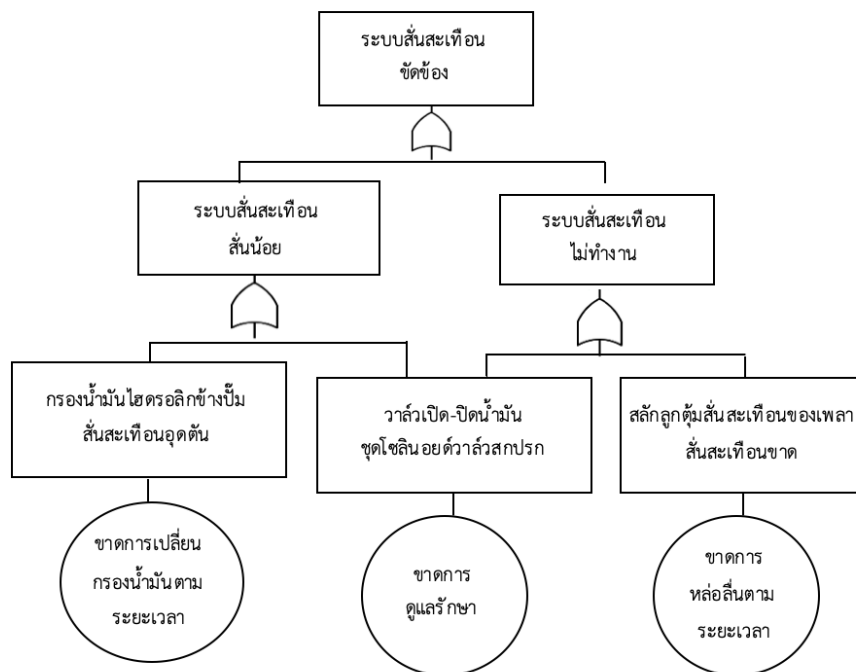 ระบบสั่นสะเทือน
ขัดข้อง
ระบบสั่นสะเทือน
สั่นน้อย
ระบบสั่นสะเทือน
ไม่ทำงาน
กรองน้ำมันไฮดรอลิกข้างปั๊ม
สั่นสะเทือนอุดตัน
วาล์วเปิด-ปิดน้ำมัน
ชุดโซลินอยด์วาล์วสกปรก
สลักลูกตุ้มสั่นสะเทือนของเพลา
สั่นสะเทือนขาด
ขาดการเปลี่ยน
กรองน้ำมันตาม
ระยะเวลา
ขาดการ
ดูแลรักษา
ขาดการ
หล่อลื่นตาม
ระยะเวลา